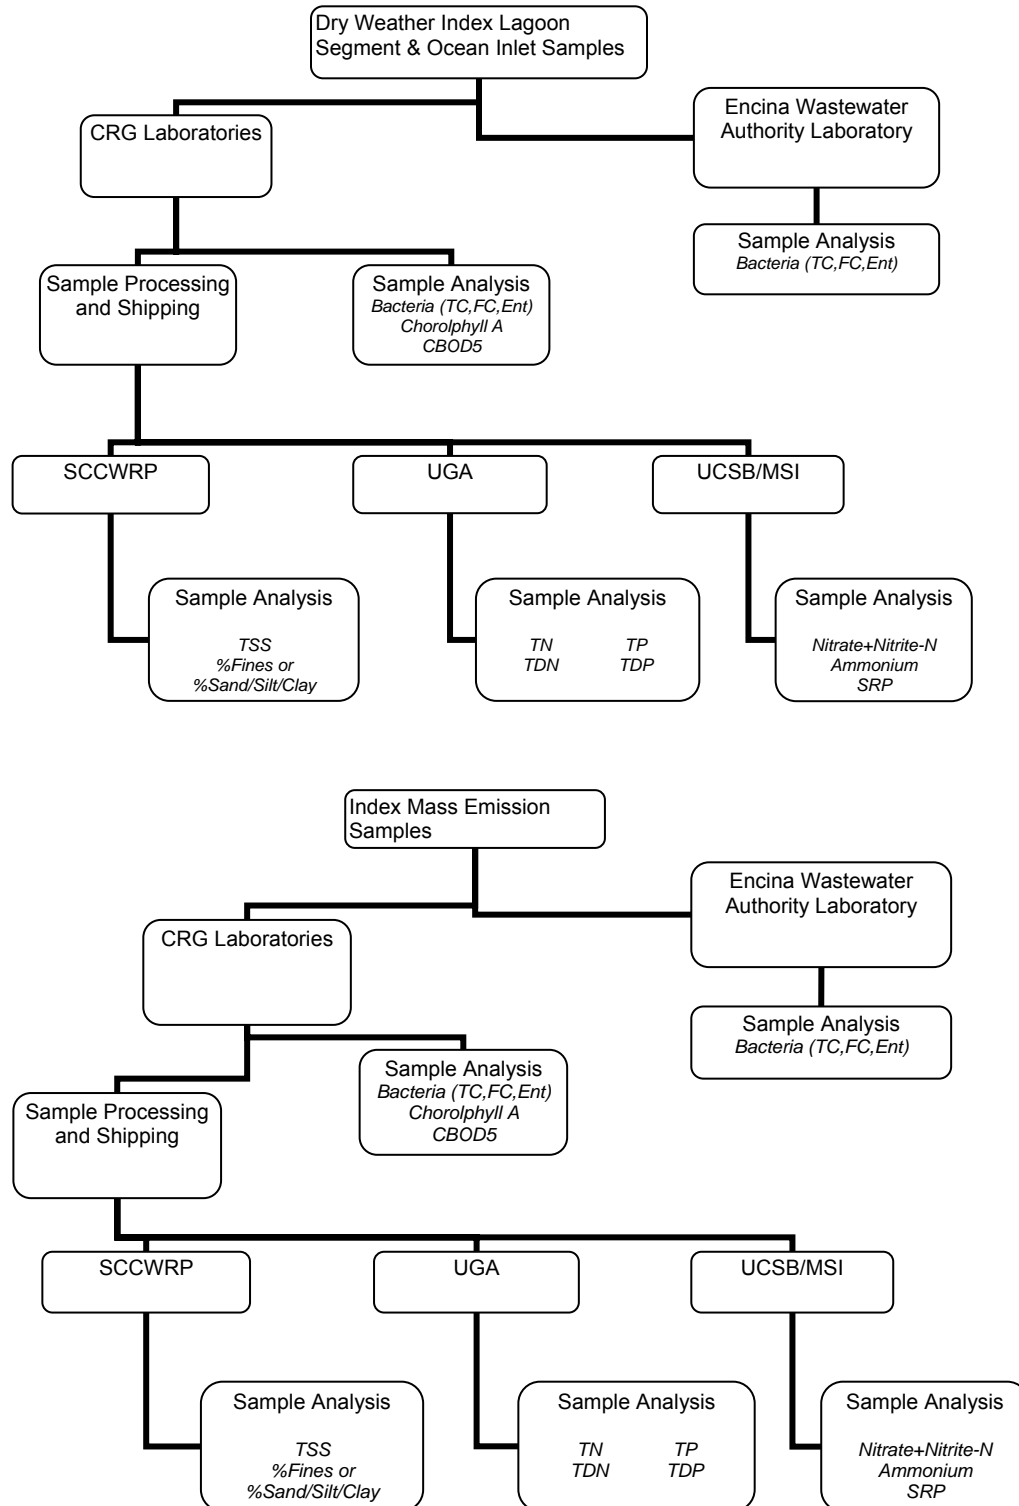 Dry Weather Index Lagoon
Segment & Ocean Inlet Samples
CRG Laboratories
Encina Wastewater
Authority Laboratory
Sample Analysis
Bacteria (TC,FC,Ent)
Sample Processing
and Shipping
Sample Analysis
Bacteria (TC,FC,Ent)
Chorolphyll A
CBOD5
SCCWRP
UGA
UCSB/MSI
Sample Analysis
TSS
%Fines or
%Sand/Silt/Clay
Sample Analysis
TN TP
TDN TDP
Sample Analysis
Nitrate+Nitrite-N
Ammonium
SRP
Index Mass Emission
Samples
Encina Wastewater
Authority Laboratory
CRG Laboratories
Sample Analysis
Bacteria (TC,FC,Ent)
Sample Analysis
Bacteria (TC,FC,Ent)
Chorolphyll A
CBOD5
Sample Processing
and Shipping
SCCWRP
UGA
UCSB/MSI
Sample Analysis
TSS
%Fines or
%Sand/Silt/Clay
Sample Analysis
TN TP
TDN TDP
Sample Analysis
Nitrate+Nitrite-N
Ammonium
SRP